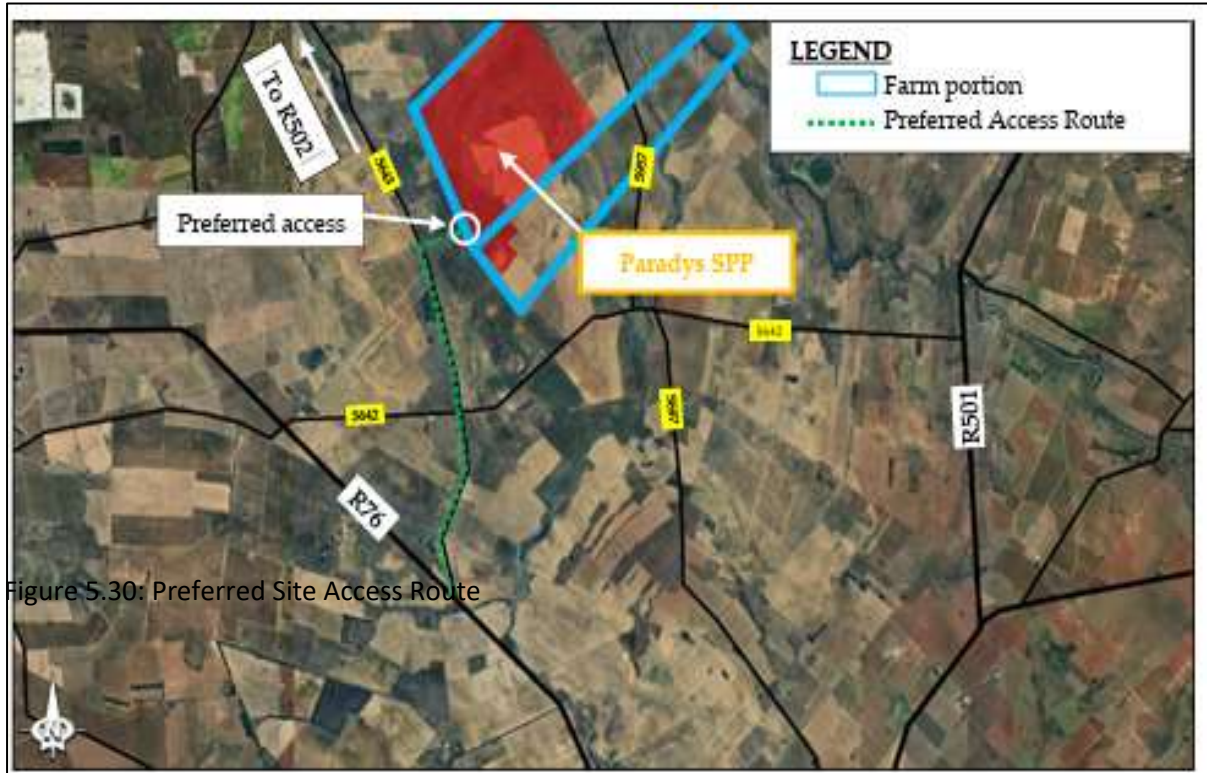 LEGEND
Farm portion
Preferred Access Route
To R502
Preferred access
Paradys SPP
S642
S642
R501
R76
Figure 5.30: Preferred Site Access Route
N